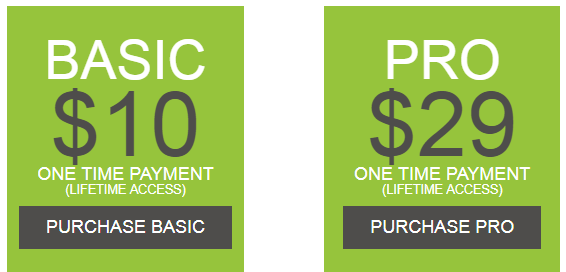 BASIC
$10
ONE TIME PAYMENT
(LIFETIME ACCESS)
PURCHASE BASIC
PRO
$29
ONE TIME PAYMENT
(LIFETIME ACCESS)
PURCHASE PRO